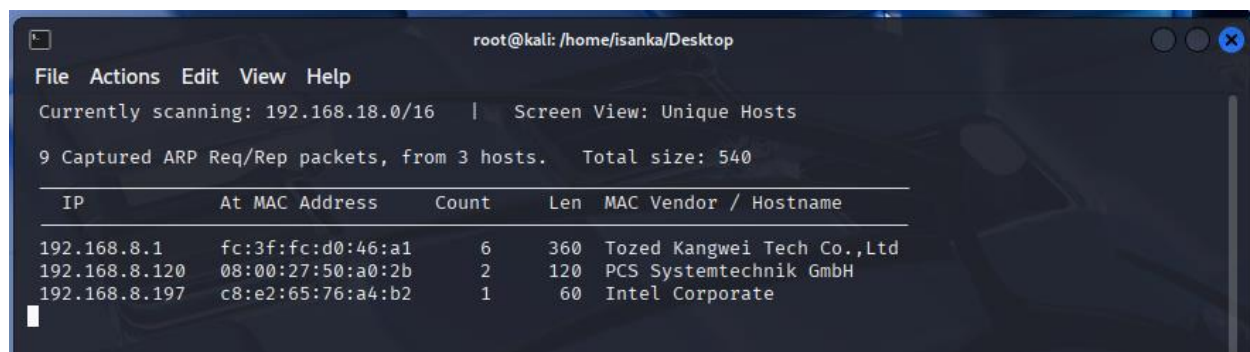 root@kali: /home/isanka/Desktop
File Actions Edit View Help
Currently scanning: 192.168.18.0/16 | Screen View: Unique Hosts
9 Captured ARP Req/Rep packets, from 3 hosts. Total size: 540
IP At MAC Address Count Len MAC Vendor / Hostname
192.168.8.1 fc:3f:fc:d0:46:a1 6 360 Tozed Kangwei Tech Co.,Ltd
192.168.8.120 08:00:27:50:a0:2b 2 120 PCS Systemtechnik GmbH
192.168.8.197 c8:e2:65:76:a4:b2 1 60 Intel Corporate